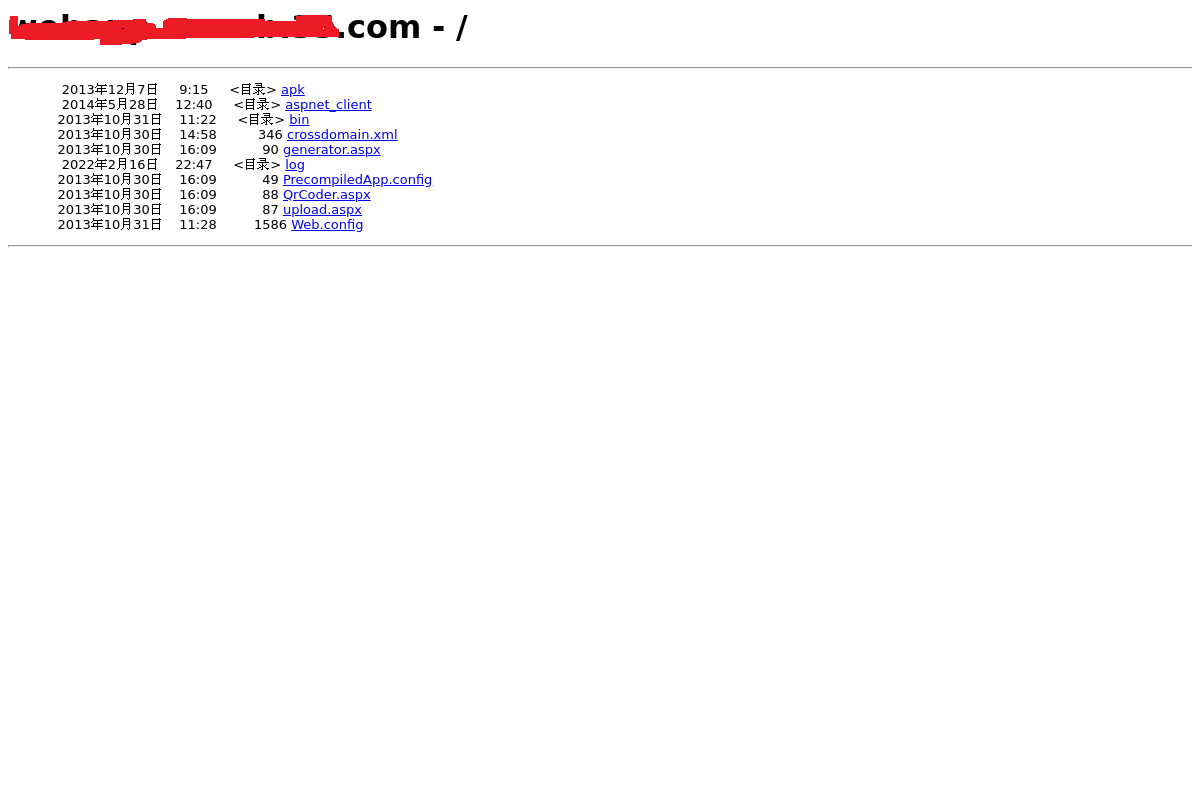 .com - /
2013年12月7日 9:15 <目录> apk
2014年5月28日 12:40 <目录> aspnet_client
2013年10月31日 11:22 <目录> bin
2013年10月30日 14:58 346 crossdomain.xml
2013年10月30日 16:09 90 generator.aspx
2022年2月16日 22:47 <目录> log
2013年10月30日 16:09 49 PrecompiledApp.config
2013年10月30日 16:09 88 QrCoder.aspx
2013年10月30日 16:09 87 upload.aspx
2013年10月31日 11:28 1586 Web.config